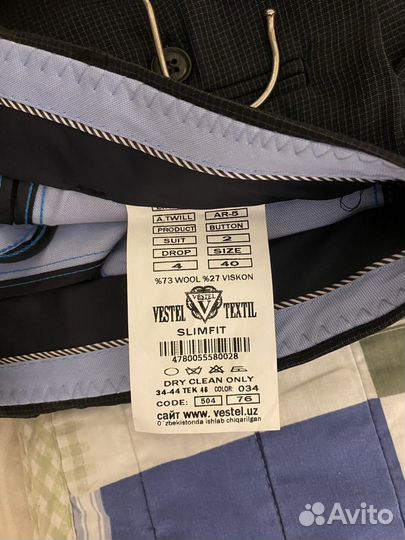 A.TWILL AR-5
PRODUCT BUTTON
SUIT 2
DROP SIZE
4 40
%73 WOOL %27 VISKON
VESTEL V TEXTIL
SLIMFIT
4780055580028
DRY CLEAN ONLY
34-44 TEK 46 COLOR: 034
CODE: 504 76
сайт www.vestel.uz
O'zbekistonda ishlab chiqarilgan
Avito